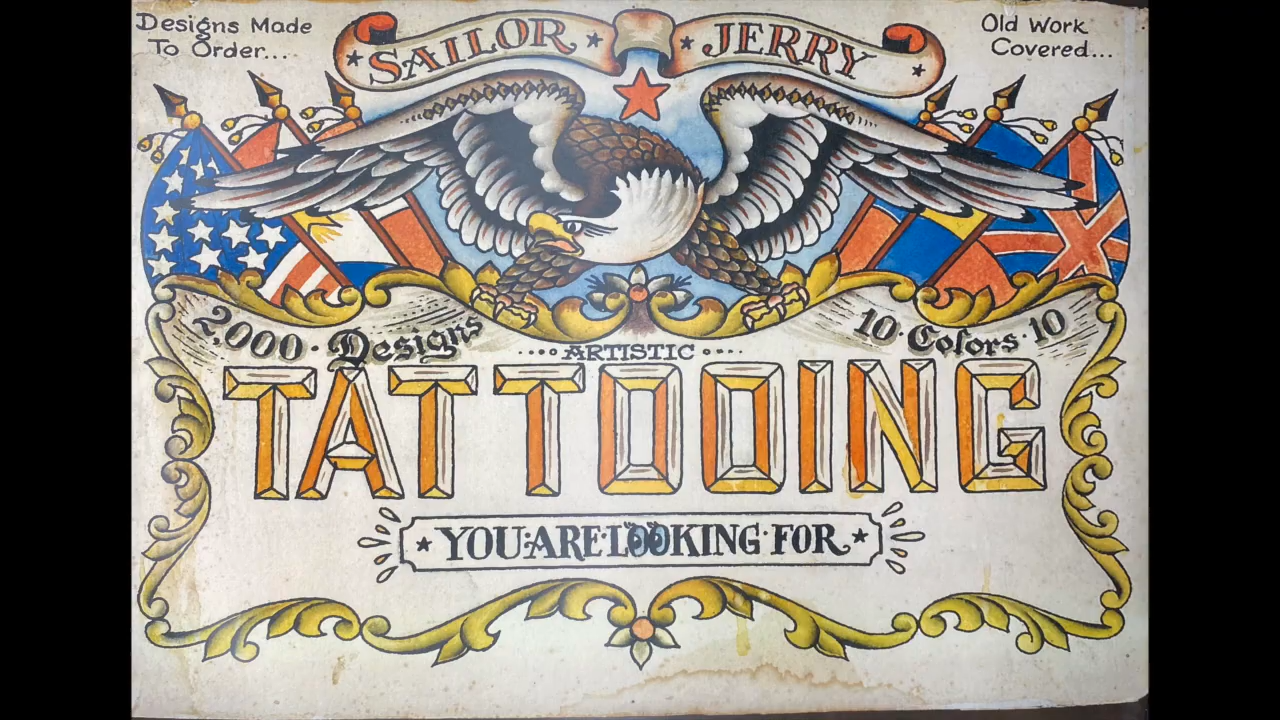 Designs Made
To Order...
SAILOR JERRY
Old Work
Covered...
2,000 · Designs
10 · Colors · 10
ARTISTIC
TATTOOING
YOU·ARE·LOOKING·FOR